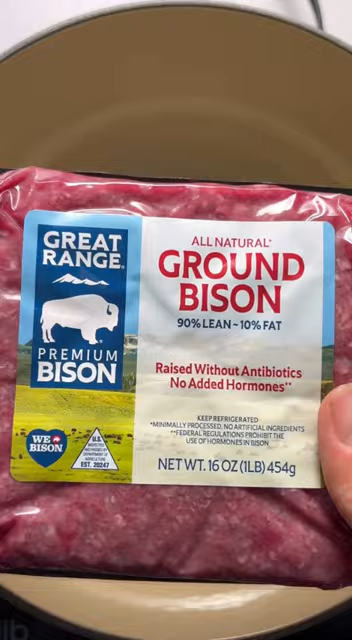 GREAT
RANGE®
PREMIUM
BISON
WE
BISON
U.S.
INSPECTED
AND PASSED BY
DEPARTMENT OF
AGRICULTURE
EST. 20247
ALL NATURAL*
GROUND
BISON
90% LEAN ~ 10% FAT
Raised Without Antibiotics
No Added Hormones**
KEEP REFRIGERATED
*MINIMALLY PROCESSED, NO ARTIFICIAL INGREDIENTS
**FEDERAL REGULATIONS PROHIBIT THE
USE OF HORMONES IN BISON
NET WT. 16 OZ (1LB) 454g